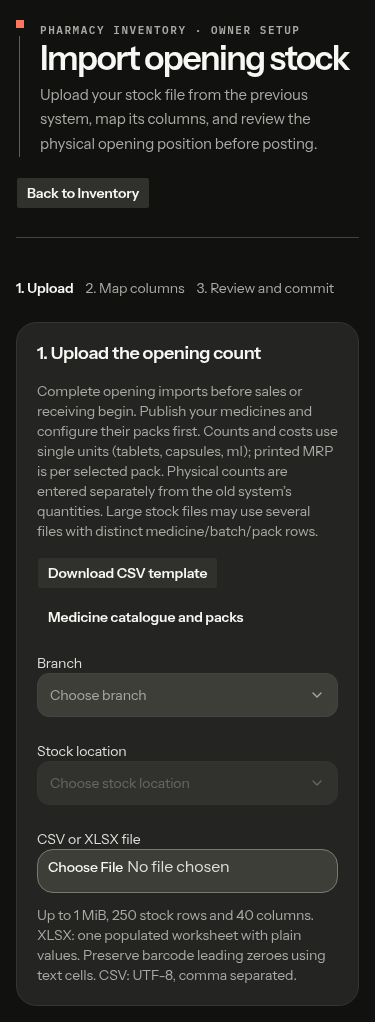 PHARMACY INVENTORY · OWNER SETUP
Import opening stock
Upload your stock file from the previous
system, map its columns, and review the
physical opening position before posting.
Back to Inventory
1. Upload 2. Map columns 3. Review and commit
1. Upload the opening count
Complete opening imports before sales or
receiving begin. Publish your medicines and
configure their packs first. Counts and costs use
single units (tablets, capsules, ml); printed MRP
is per selected pack. Physical counts are
entered separately from the old system's
quantities. Large stock files may use several
files with distinct medicine/batch/pack rows.
Download CSV template
Medicine catalogue and packs
Branch
Choose branch
Stock location
Choose stock location
CSV or XLSX file
Choose File No file chosen
Up to 1 MiB, 250 stock rows and 40 columns.
XLSX: one populated worksheet with plain
values. Preserve barcode leading zeroes using
text cells. CSV: UTF-8, comma separated.